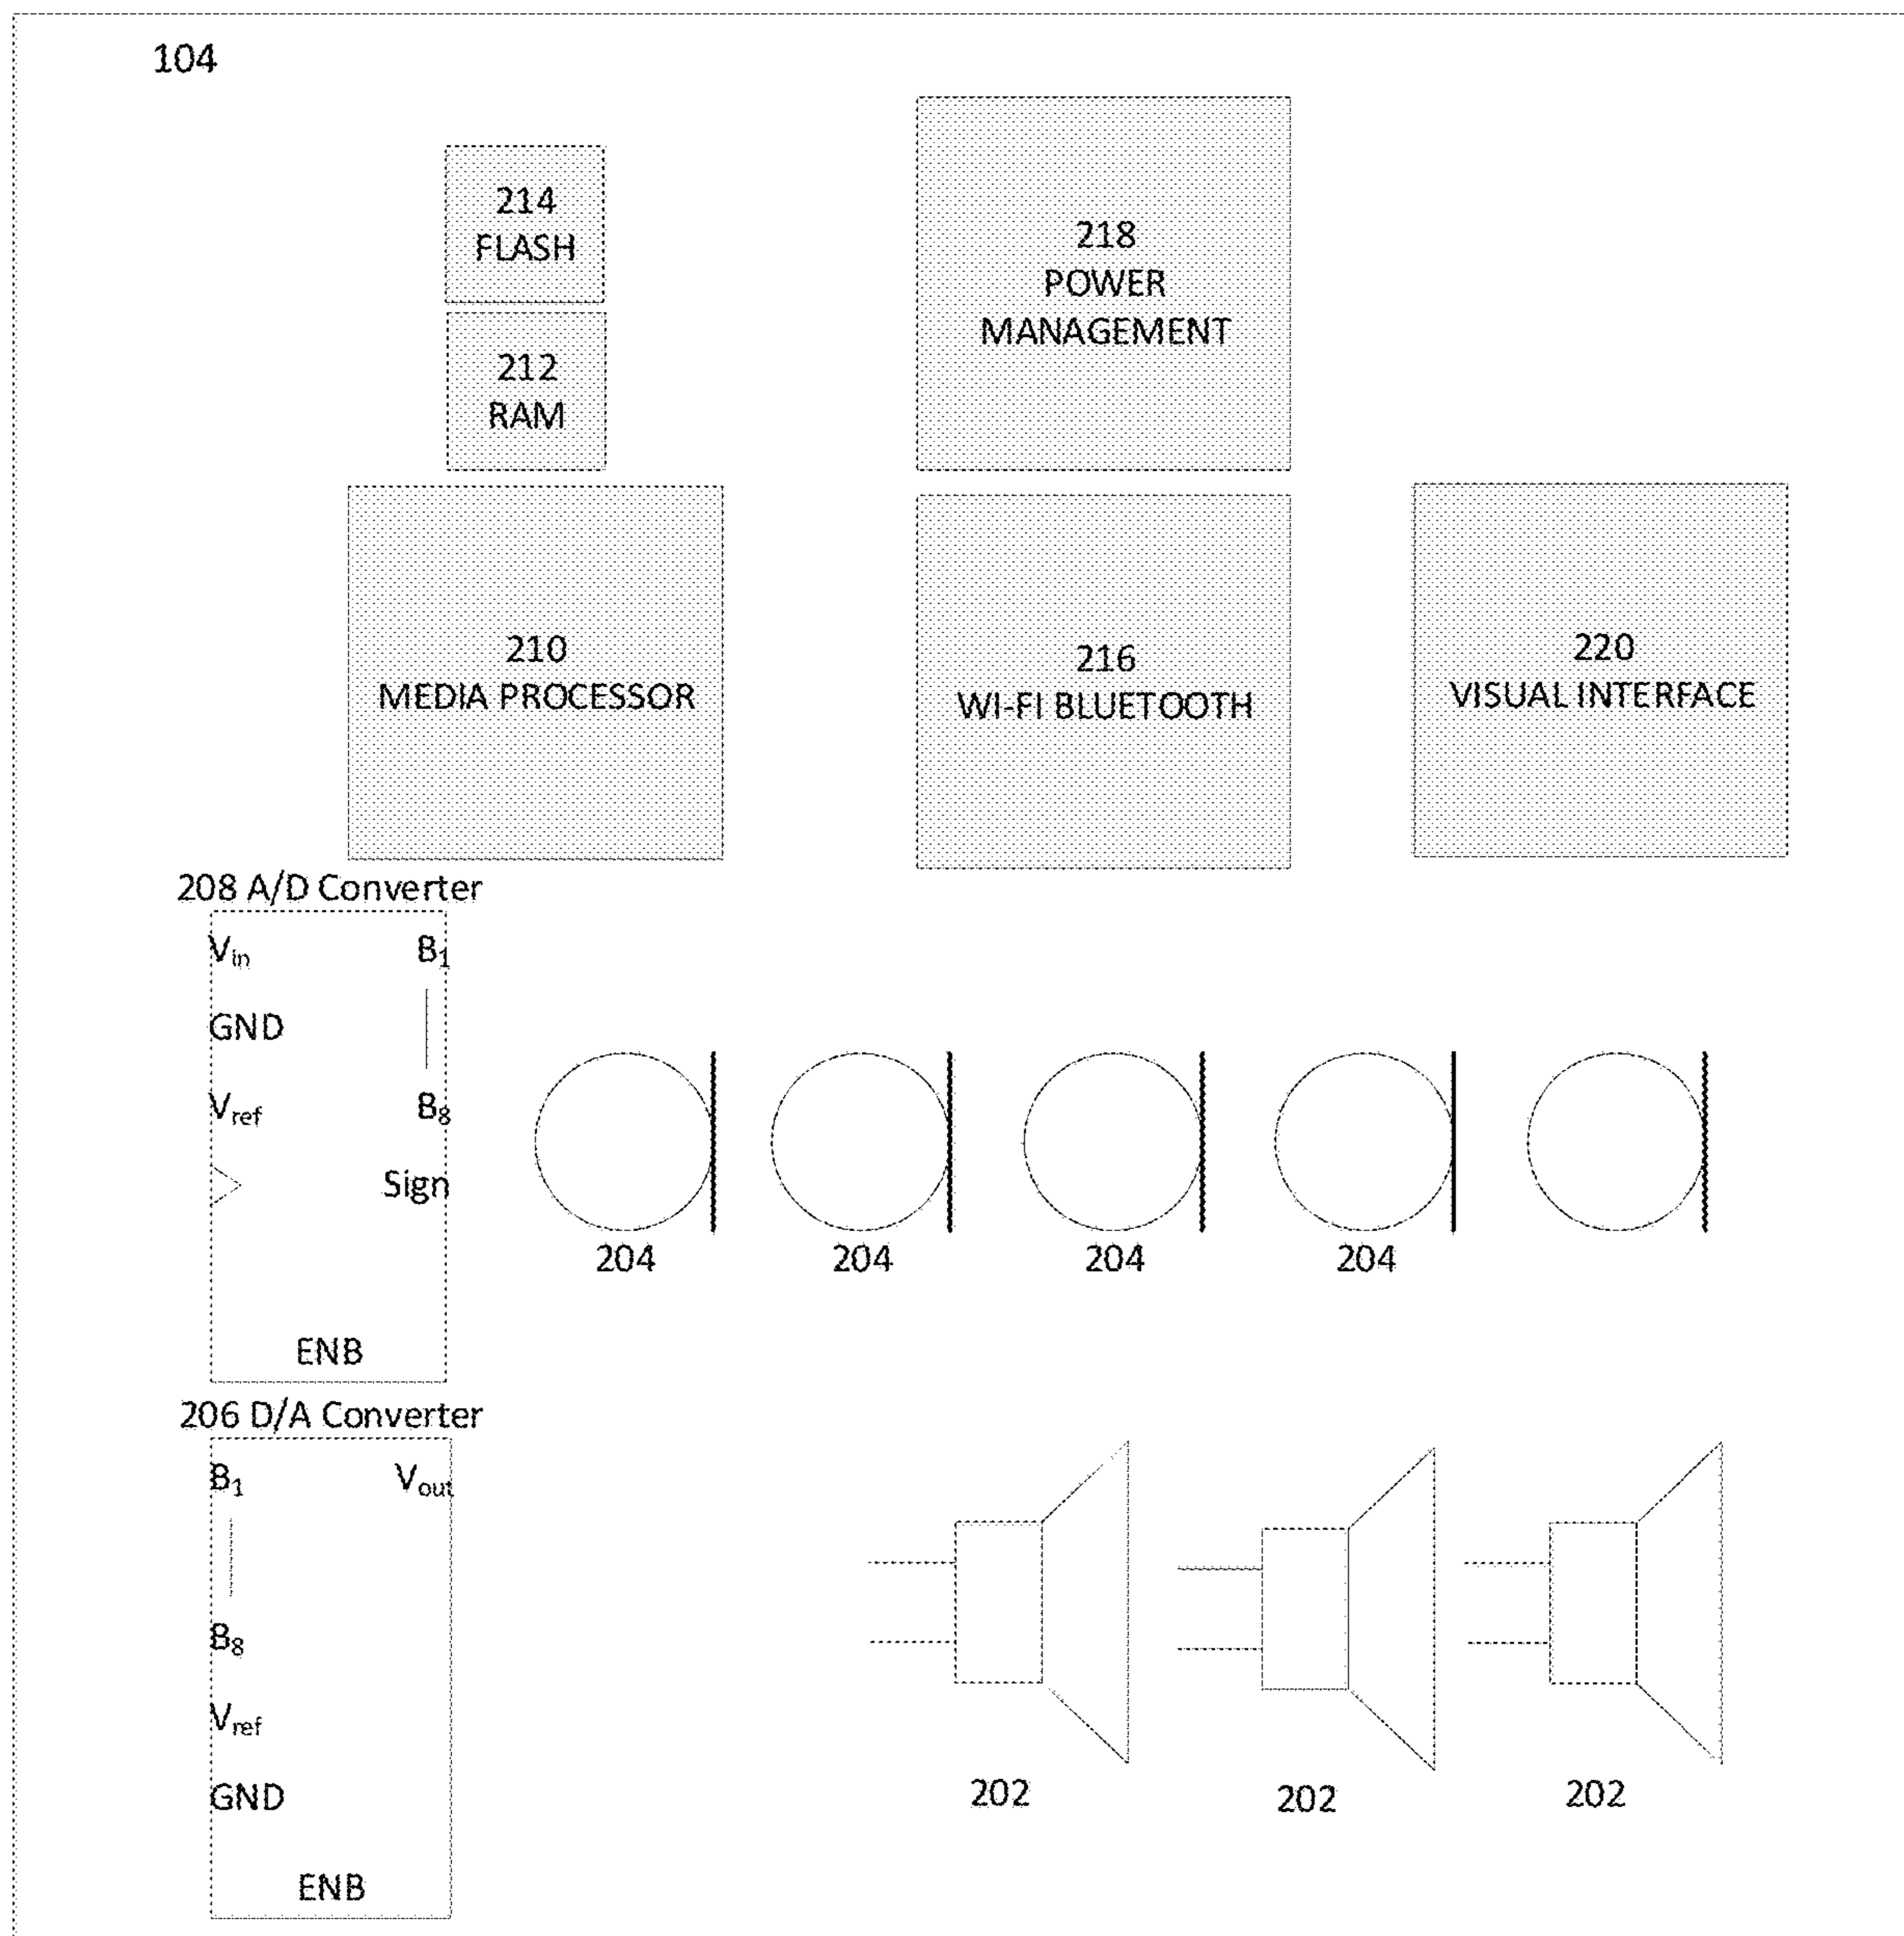 104
214
FLASH
218
POWER
MANAGEMENT
212
RAM
210
MEDIA PROCESSOR
216
WI-FI BLUETOOTH
220
VISUAL INTERFACE
208 A/D Converter
Vin B1
GND
Vref B8
Sign
204 204 204 204
ENB
206 D/A Converter
B1 Vout
B8
Vref
GND
202 202 202
ENB